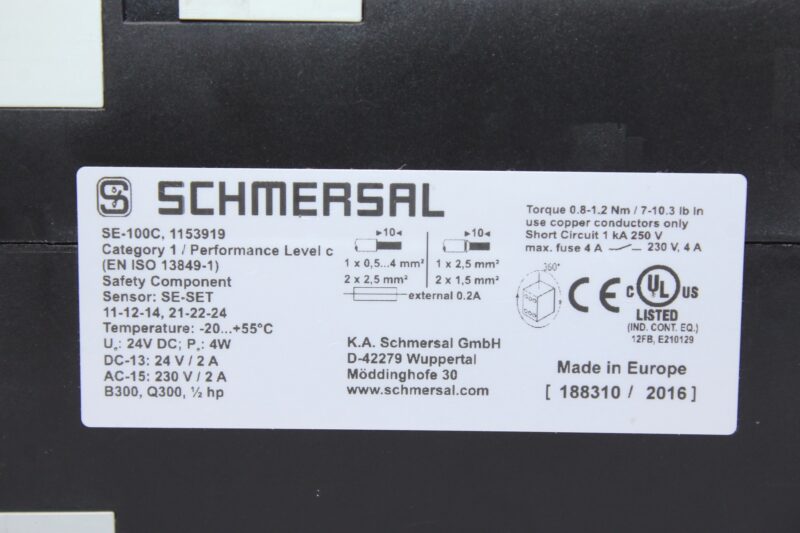 SCHMERSAL
SE-100C, 1153919
Category 1 / Performance Level c
(EN ISO 13849-1)
Safety Component
Sensor: SE-SET
11-12-14, 21-22-24
Temperature: -20...+55°C
Uₑ: 24V DC; Pₑ: 4W
DC-13: 24 V / 2 A
AC-15: 230 V / 2 A
B300, Q300, ½ hp
▸10◂
▸10◂
1 x 0,5...4 mm²
1 x 2,5 mm²
2 x 2,5 mm²
2 x 1,5 mm²
external 0.2A
K.A. Schmersal GmbH
D-42279 Wuppertal
Möddinghofe 30
www.schmersal.com
Torque 0.8-1.2 Nm / 7-10.3 lb In
use copper conductors only
Short Circuit 1 kA 250 V
max. fuse 4 A 230 V, 4 A
360°
CE
C UL US
LISTED
(IND. CONT. EQ.)
12FB, E210129
Made in Europe
[ 188310 / 2016 ]